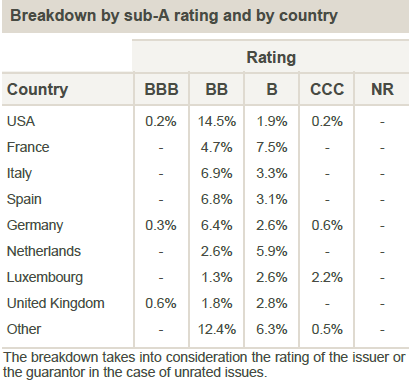 Breakdown by sub-A rating and by country
Rating
Country BBB BB B CCC NR
USA 0.2% 14.5% 1.9% 0.2% -
France - 4.7% 7.5% - -
Italy - 6.9% 3.3% - -
Spain - 6.8% 3.1% - -
Germany 0.3% 6.4% 2.6% 0.6% -
Netherlands - 2.6% 5.9% - -
Luxembourg - 1.3% 2.6% 2.2% -
United Kingdom 0.6% 1.8% 2.8% - -
Other - 12.4% 6.3% 0.5% -
The breakdown takes into consideration the rating of the issuer or
the guarantor in the case of unrated issues.